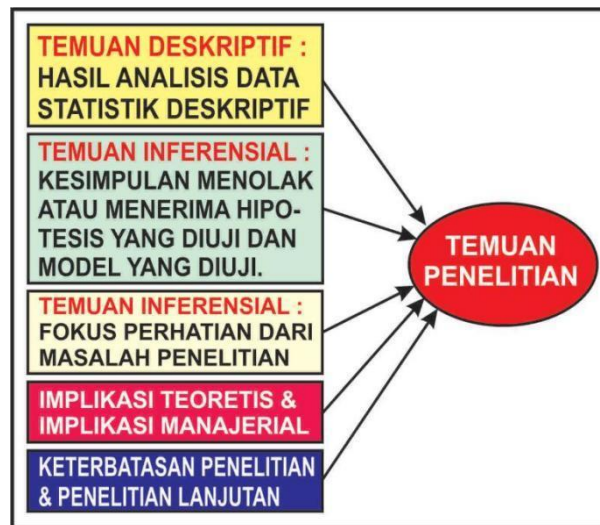 TEMUAN DESKRIPTIF :
HASIL ANALISIS DATA
STATISTIK DESKRIPTIF
TEMUAN INFERENSIAL :
KESIMPULAN MENOLAK
ATAU MENERIMA HIPO-
TESIS YANG DIUJI DAN
MODEL YANG DIUJI.
TEMUAN INFERENSIAL :
FOKUS PERHATIAN DARI
MASALAH PENELITIAN
IMPLIKASI TEORETIS &
IMPLIKASI MANAJERIAL
KETERBATASAN PENELITIAN
& PENELITIAN LANJUTAN
TEMUAN
PENELITIAN